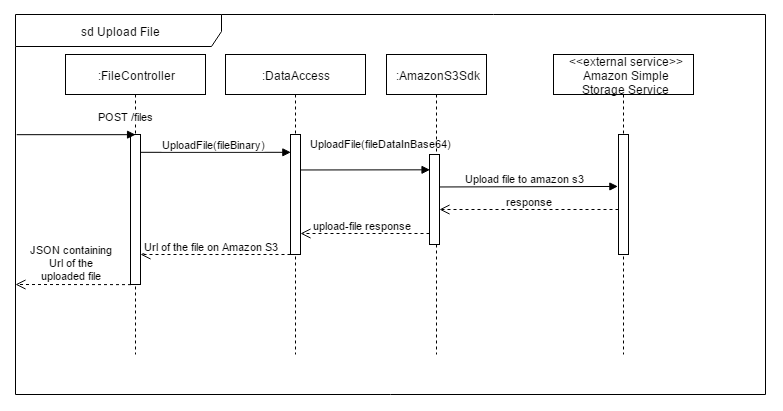 sd Upload File
:FileController
:DataAccess
:AmazonS3Sdk
<<external service>>
Amazon Simple
Storage Service
POST /files
UploadFile(fileBinary)
UploadFile(fileDataInBase64)
Upload file to amazon s3
response
upload-file response
Url of the file on Amazon S3
JSON containing
Url of the
uploaded file